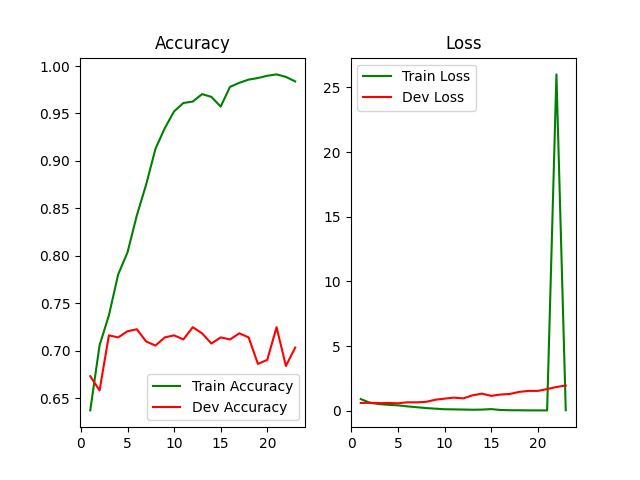 Accuracy
1.00
0.95
0.90
0.85
0.80
0.75
0.70
0.65
0 5 10 15 20
Train Accuracy
Dev Accuracy
Loss
25
20
15
10
5
0
0 5 10 15 20
Train Loss
Dev Loss